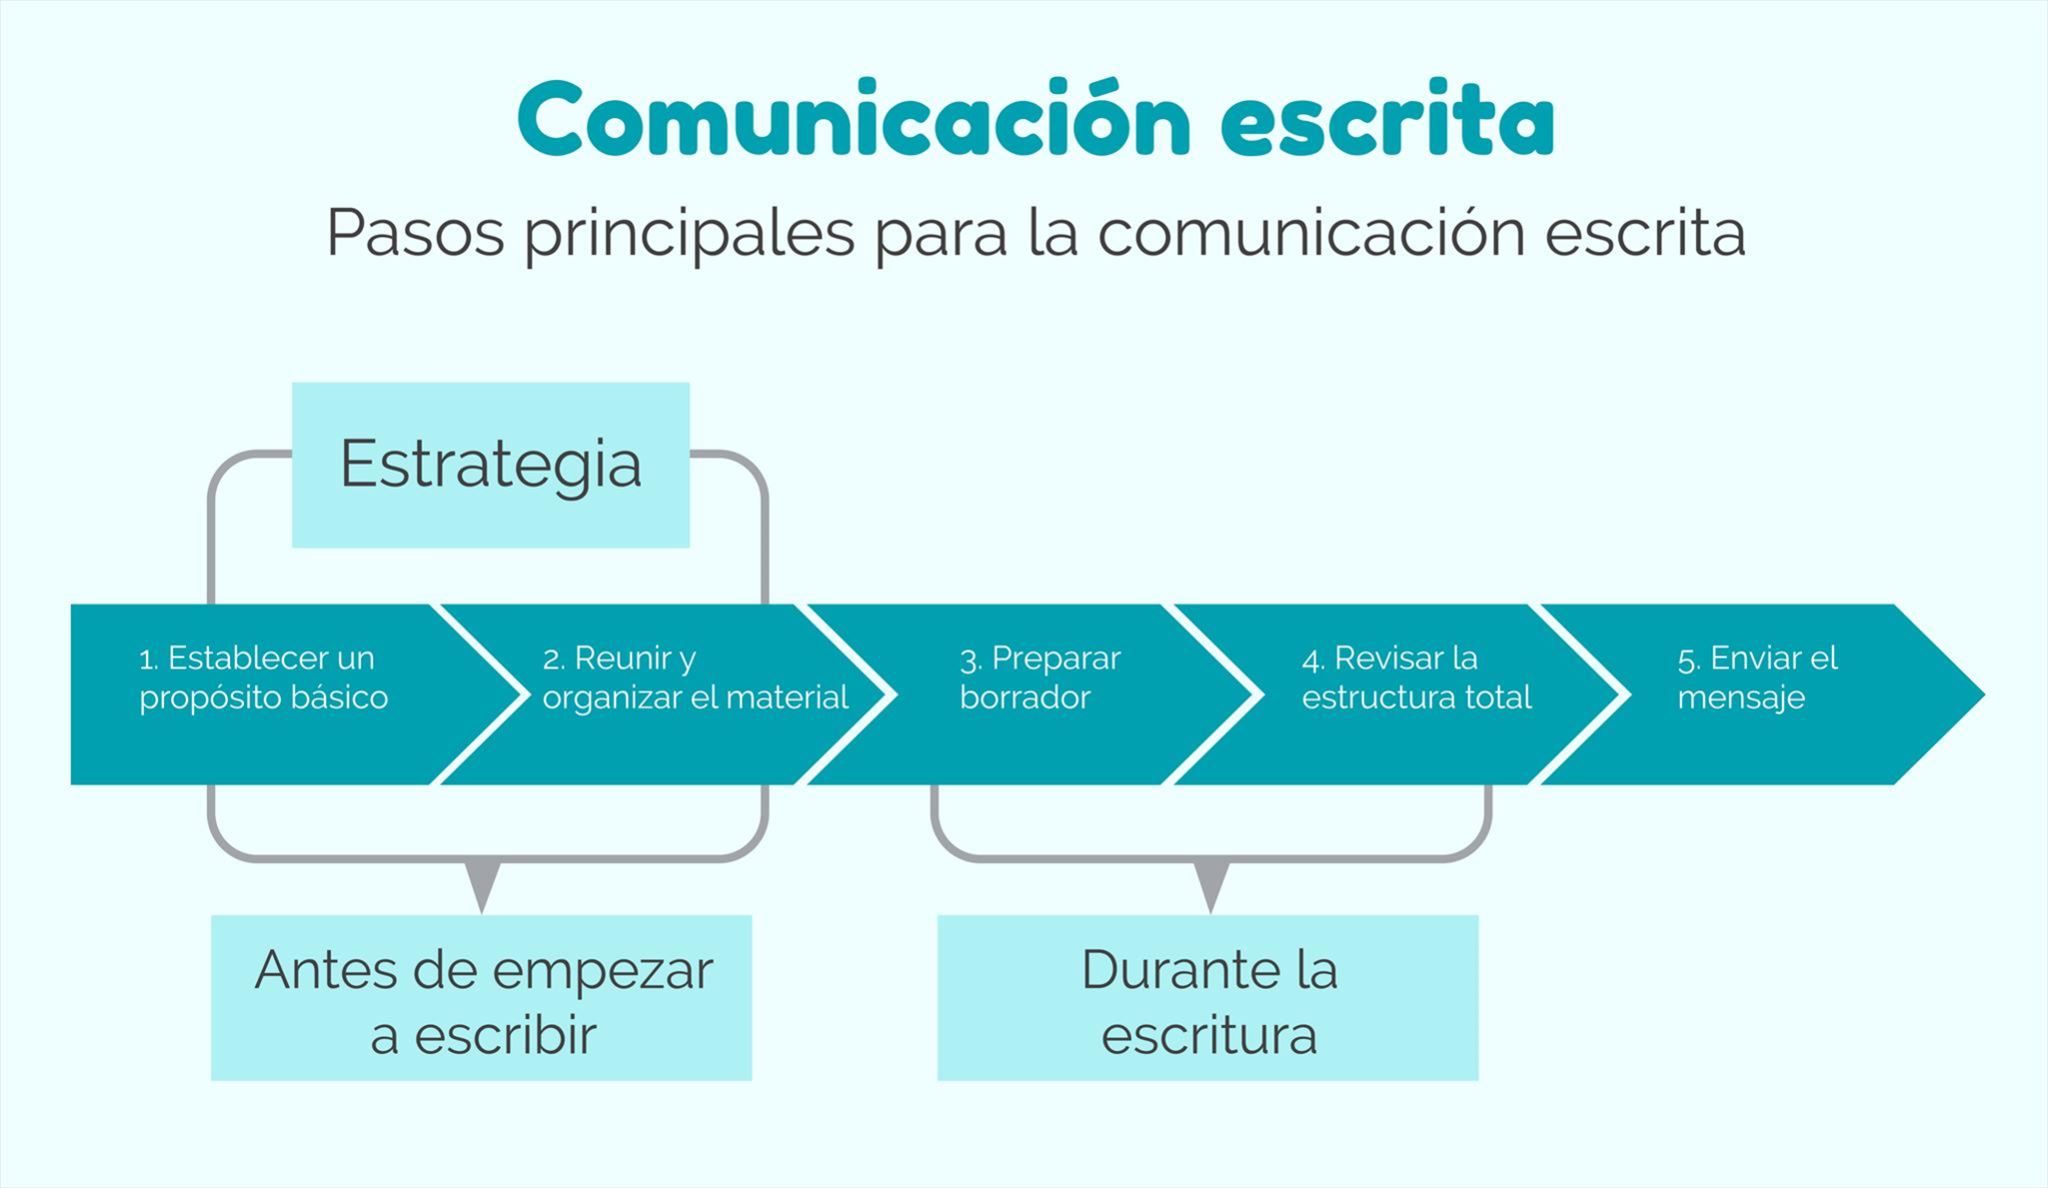 Comunicación escrita
Pasos principales para la comunicación escrita
Estrategia
1. Establecer un
propósito básico
2. Reunir y
organizar el material
3. Preparar
borrador
4. Revisar la
estructura total
5. Enviar el
mensaje
Antes de empezar
a escribir
Durante la
escritura